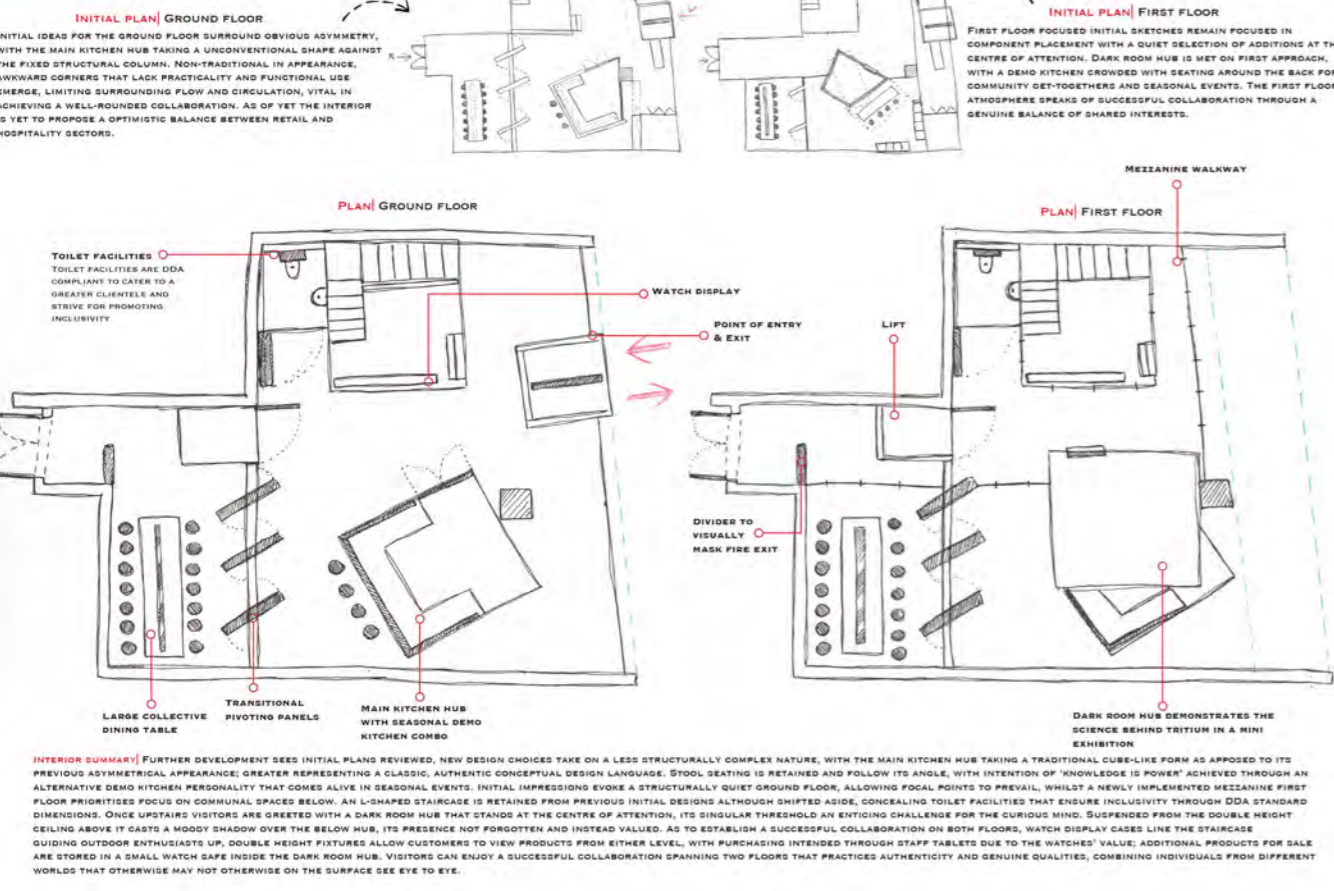 INITIAL PLAN| GROUND FLOOR
INITIAL IDEAS FOR THE GROUND FLOOR SURROUND OBVIOUS ASYMMETRY,
WITH THE MAIN KITCHEN HUB TAKING A UNCONVENTIONAL SHAPE AGAINST
THE FIXED STRUCTURAL COLUMN. NON-TRADITIONAL IN APPEARANCE,
AWKWARD CORNERS THAT LACK PRACTICALITY AND FUNCTIONAL USE
EMERGE, LIMITING SURROUNDING FLOW AND CIRCULATION, VITAL IN
ACHIEVING A WELL-ROUNDED COLLABORATION. AS OF YET THE INTERIOR
IS YET TO PROPOSE A OPTIMISTIC BALANCE BETWEEN RETAIL AND
HOSPITALITY SECTORS.
INITIAL PLAN| FIRST FLOOR
FIRST FLOOR FOCUSED INITIAL SKETCHES REMAIN FOCUSED IN
COMPONENT PLACEMENT WITH A QUIET SELECTION OF ADDITIONS AT THE
CENTRE OF ATTENTION. DARK ROOM HUB IS MET ON FIRST APPROACH,
WITH A DEMO KITCHEN CROWDED WITH SEATING AROUND THE BACK FOR
COMMUNITY GET-TOGETHERS AND SEASONAL EVENTS. THE FIRST FLOOR
ATMOSPHERE SPEAKS OF SUCCESSFUL COLLABORATION THROUGH A
GENUINE BALANCE OF SHARED INTERESTS.
PLAN| GROUND FLOOR
TOILET FACILITIES
TOILET FACILITIES ARE DDA
COMPLIANT TO CATER TO A
GREATER CLIENTELE AND
STRIVE FOR PROMOTING
INCLUSIVITY
WATCH DISPLAY
POINT OF ENTRY
& EXIT
LARGE COLLECTIVE
DINING TABLE
TRANSITIONAL
PIVOTING PANELS
MAIN KITCHEN HUB
WITH SEASONAL DEMO
KITCHEN COMBO
MEZZANINE WALKWAY
PLAN| FIRST FLOOR
LIFT
DIVIDER TO
VISUALLY
MASK FIRE EXIT
DARK ROOM HUB DEMONSTRATES THE
SCIENCE BEHIND TRITIUM IN A MINI
EXHIBITION
INTERIOR SUMMARY| FURTHER DEVELOPMENT SEES INITIAL PLANS REVIEWED, NEW DESIGN CHOICES TAKE ON A LESS STRUCTURALLY COMPLEX NATURE, WITH THE MAIN KITCHEN HUB TAKING A TRADITIONAL CUBE-LIKE FORM AS APPOSED TO ITS
PREVIOUS ASYMMETRICAL APPEARANCE; GREATER REPRESENTING A CLASSIC, AUTHENTIC CONCEPTUAL DESIGN LANGUAGE. STOOL SEATING IS RETAINED AND FOLLOW ITS ANGLE, WITH INTENTION OF 'KNOWLEDGE IS POWER' ACHIEVED THROUGH AN
ALTERNATIVE DEMO KITCHEN PERSONALITY THAT COMES ALIVE IN SEASONAL EVENTS. INITIAL IMPRESSIONS EVOKE A STRUCTURALLY QUIET GROUND FLOOR, ALLOWING FOCAL POINTS TO PREVAIL, WHILST A NEWLY IMPLEMENTED MEZZANINE FIRST
FLOOR PRIORITISES FOCUS ON COMMUNAL SPACES BELOW. AN L-SHAPED STAIRCASE IS RETAINED FROM PREVIOUS INITIAL DESIGNS ALTHOUGH SHIFTED ASIDE, CONCEALING TOILET FACILITIES THAT ENSURE INCLUSIVITY THROUGH DDA STANDARD
DIMENSIONS. ONCE UPSTAIRS VISITORS ARE GREETED WITH A DARK ROOM HUB THAT STANDS AT THE CENTRE OF ATTENTION, ITS SINGULAR THRESHOLD AN ENTICING CHALLENGE FOR THE CURIOUS MIND. SUSPENDED FROM THE DOUBLE HEIGHT
CEILING ABOVE IT CASTS A MOODY SHADOW OVER THE BELOW HUB, ITS PRESENCE NOT FORGOTTEN AND INSTEAD VALUED. AS TO ESTABLISH A SUCCESSFUL COLLABORATION ON BOTH FLOORS, WATCH DISPLAY CASES LINE THE STAIRCASE
GUIDING OUTDOOR ENTHUSIASTS UP, DOUBLE HEIGHT FIXTURES ALLOW CUSTOMERS TO VIEW PRODUCTS FROM EITHER LEVEL, WITH PURCHASING INTENDED THROUGH STAFF TABLETS DUE TO THE WATCHES' VALUE; ADDITIONAL PRODUCTS FOR SALE
ARE STORED IN A SMALL WATCH SAFE INSIDE THE DARK ROOM HUB. VISITORS CAN ENJOY A SUCCESSFUL COLLABORATION SPANNING TWO FLOORS THAT PRACTICES AUTHENTICITY AND GENUINE QUALITIES, COMBINING INDIVIDUALS FROM DIFFERENT
WORLDS THAT OTHERWISE MAY NOT OTHERWISE ON THE SURFACE SEE EYE TO EYE.